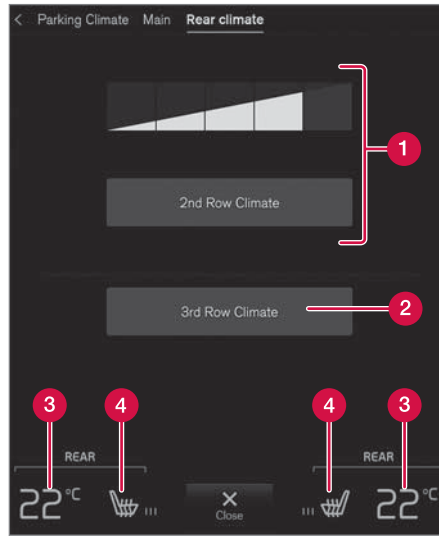 < Parking Climate Main Rear climate
1
2nd Row Climate
2
3rd Row Climate
3 4 4 3
REAR REAR
22°C 22°C
Close